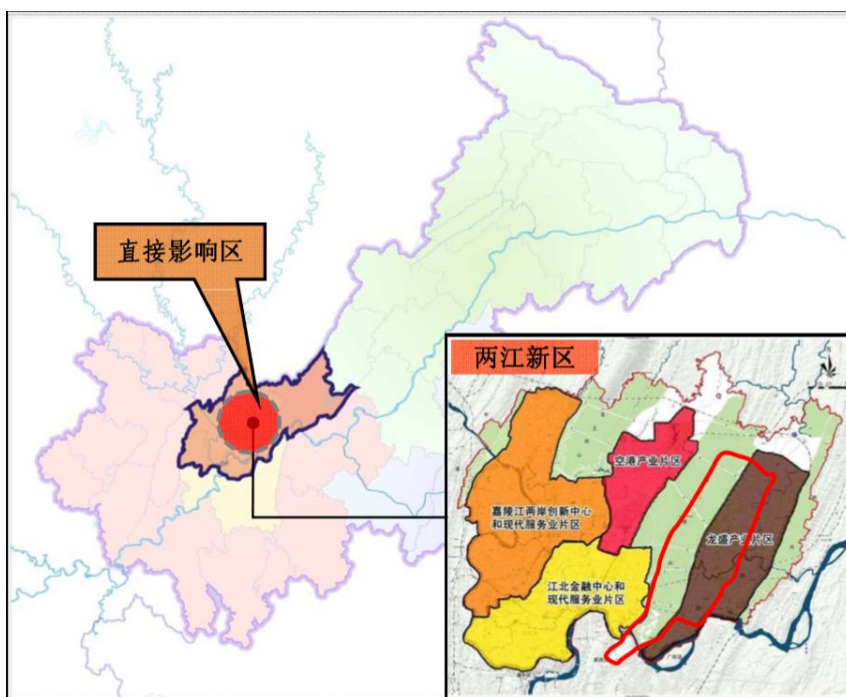 直接影响区
两江新区
空港产业片区
嘉陵江两岸创新中心
和现代服务业片区
龙盛产业片区
江北金融中心和
现代服务业片区